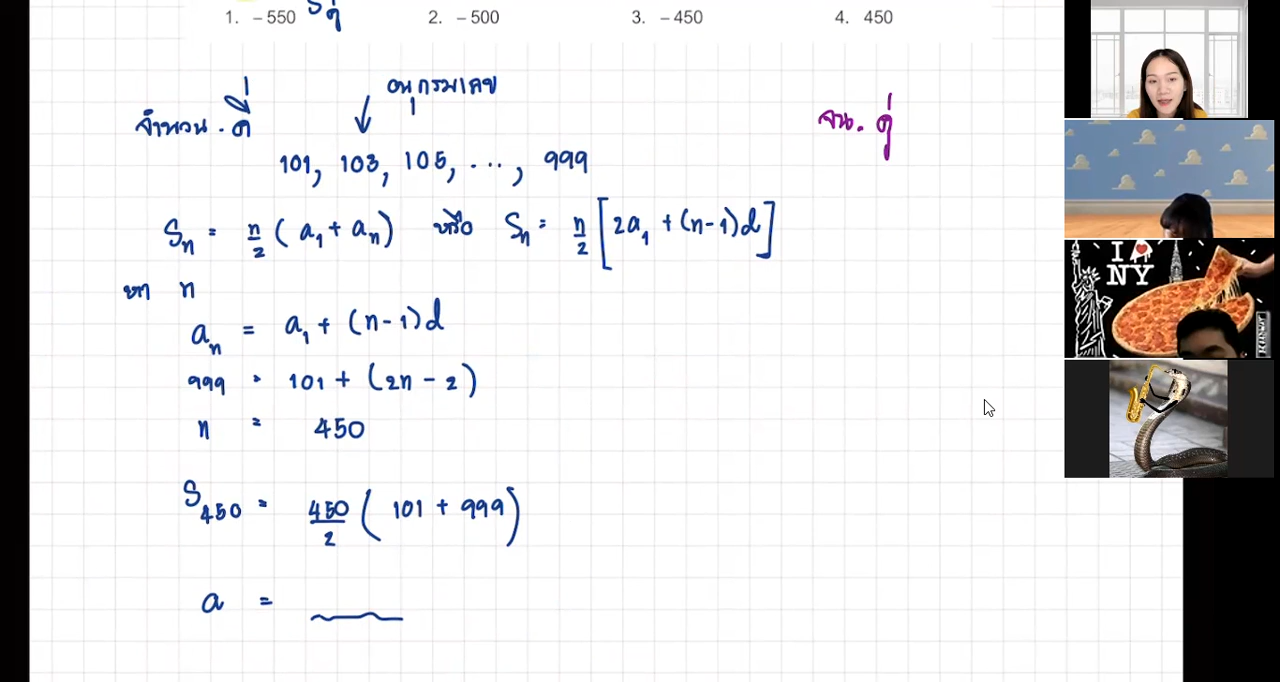 1. – 550 2. – 500 3. – 450 4. 450
อนุกรมเลข
จำนวน. คี่
จน. คู่
101, 103, 105, ..., 999
Sn = n/2 ( a1 + an ) หรือ Sn = n/2 [ 2a1 + (n-1)d ]
หา n
an = a1 + (n-1)d
999 = 101 + (2n - 2)
n = 450
S450 = 450/2 ( 101 + 999 )
a =
I
NY